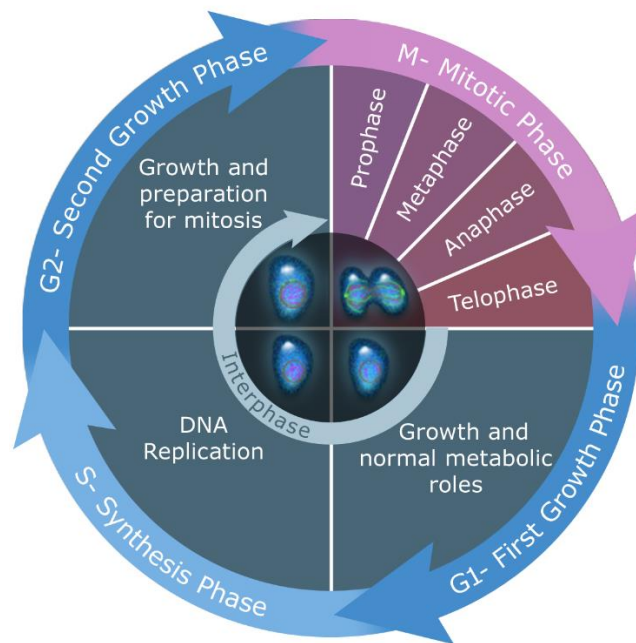 G2- Second Growth Phase
M- Mitotic Phase
Growth and
preparation
for mitosis
Prophase
Metaphase
Anaphase
Telophase
Interphase
DNA
Replication
Growth and
normal metabolic
roles
S- Synthesis Phase
G1- First Growth Phase